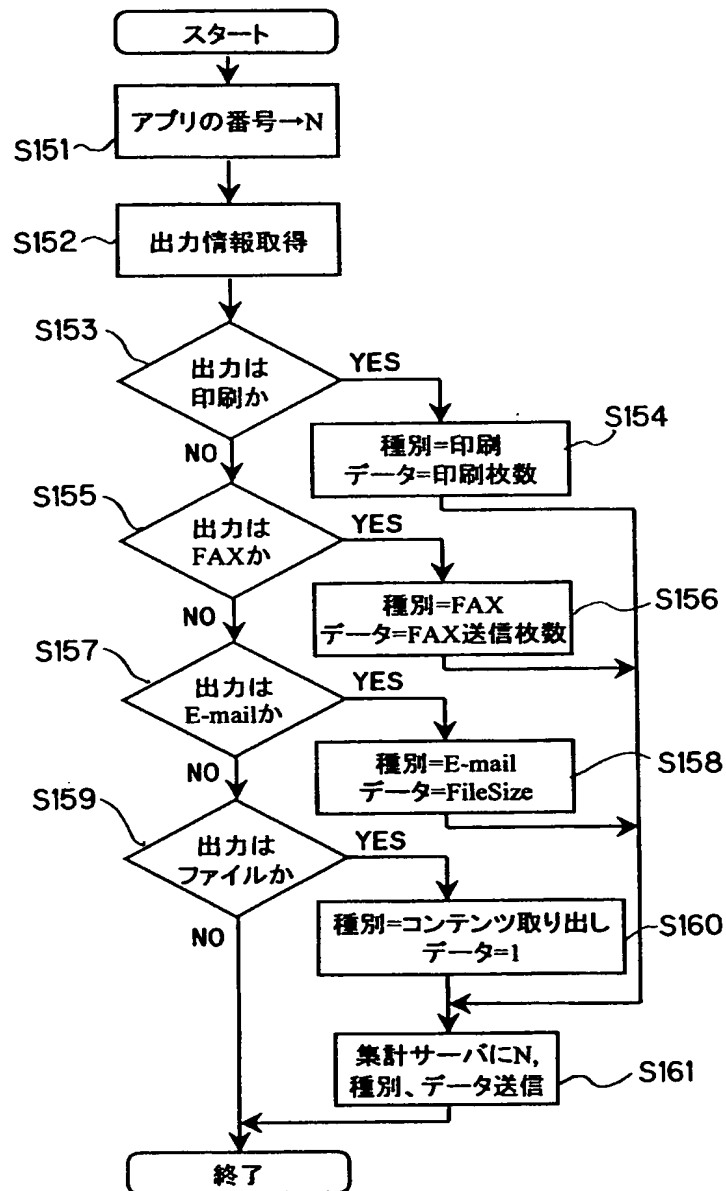 スタート
アプリの番号→N
S151
S152
出力情報取得
S153
出力は
印刷か
YES
NO
S154
種別=印刷
データ=印刷枚数
S155
出力は
FAXか
YES
NO
S156
種別=FAX
データ=FAX送信枚数
S157
出力は
E-mailか
YES
NO
S158
種別=E-mail
データ=FileSize
S159
出力は
ファイルか
YES
NO
S160
種別=コンテンツ取り出し
データ=1
集計サーバにN,
種別、データ送信
S161
終了